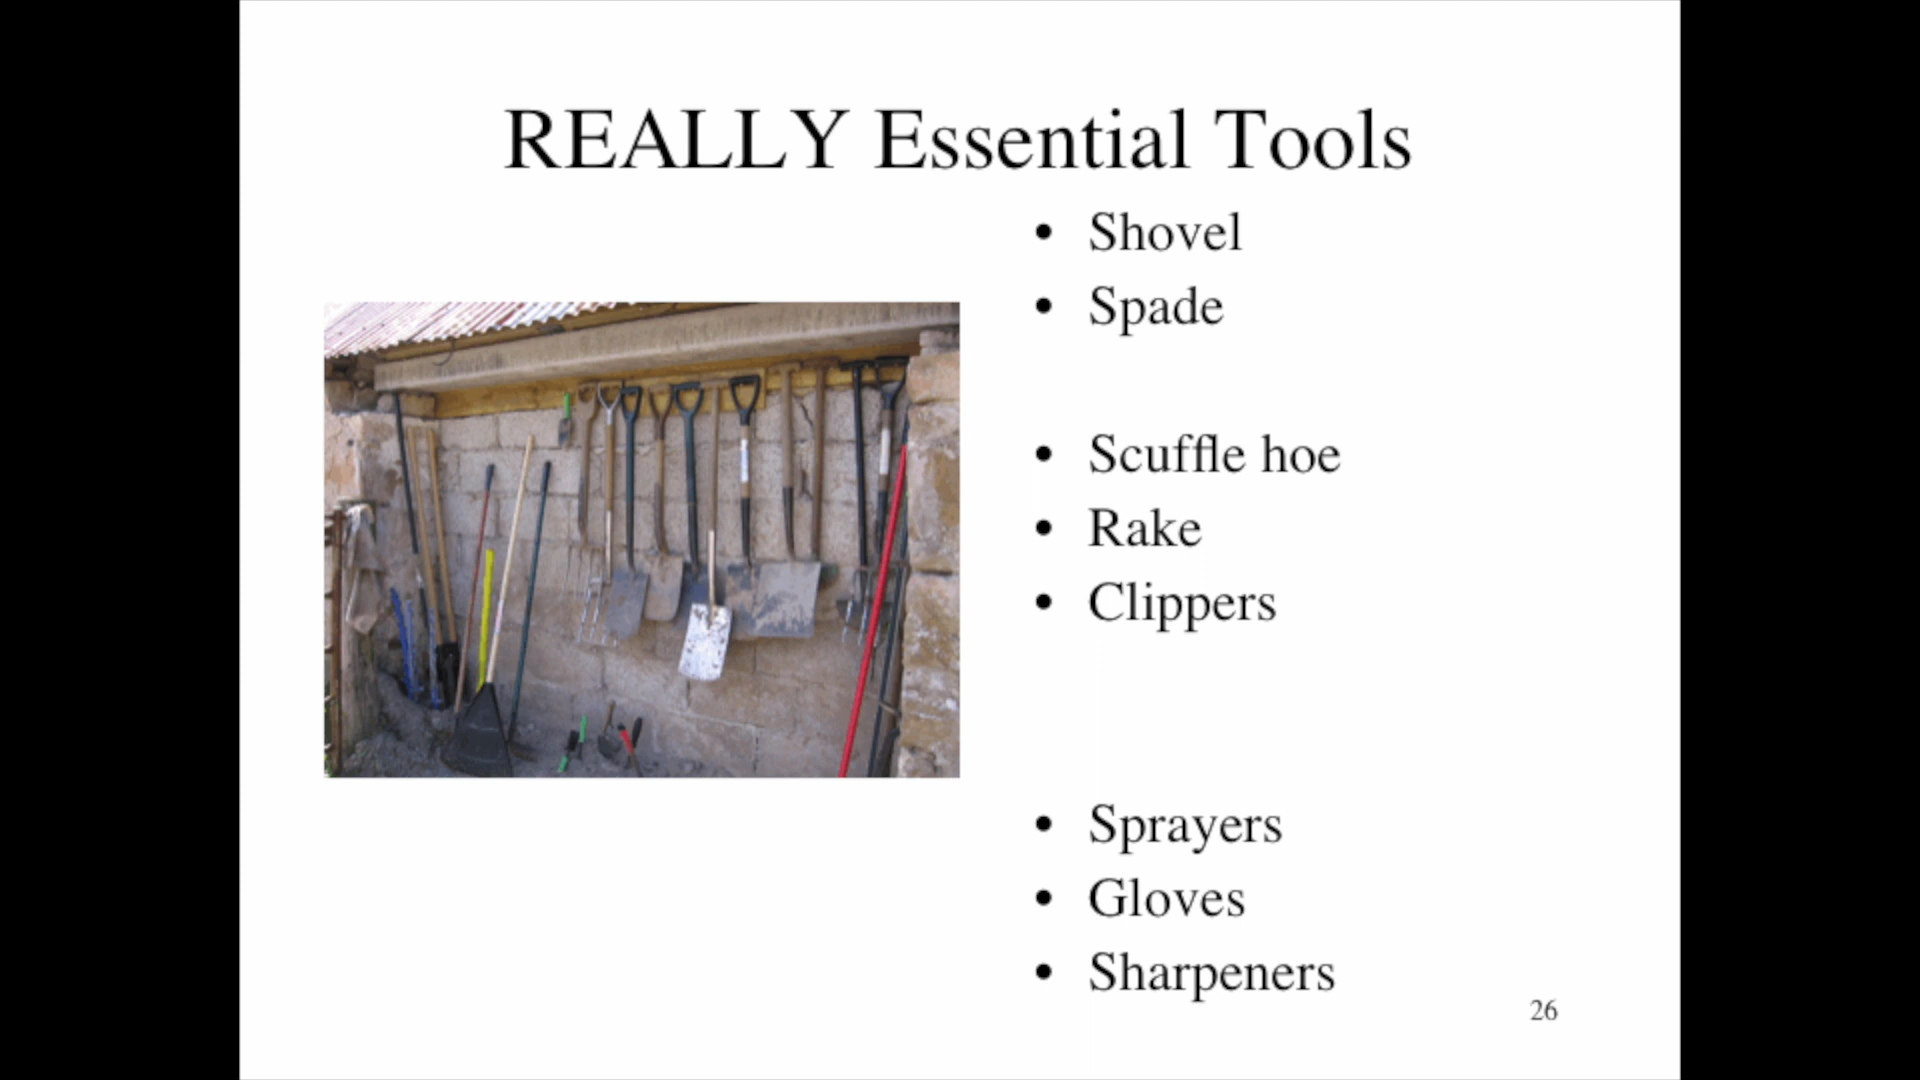 REALLY Essential Tools
• Shovel
• Spade
• Scuffle hoe
• Rake
• Clippers
• Sprayers
• Gloves
• Sharpeners
26